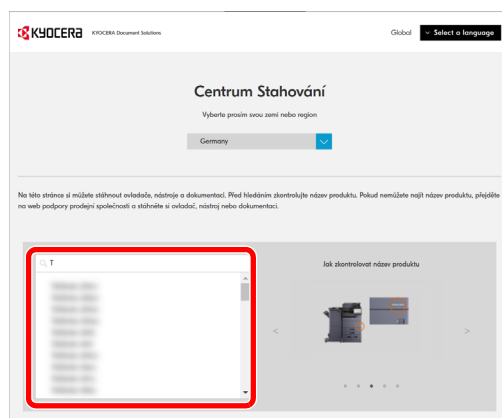 KYOCERA KYOCERA Document Solutions Global Select a language
Centrum Stahování
Vyberte prosím svou zemi nebo region
Germany
Na této stránce si můžete stáhnout ovladače, nástroje a dokumentaci. Před hledáním zkontrolujte název produktu. Pokud nemůžete najít název produktu, přejděte
na web podpory prodejní společnosti a stáhněte si ovladač, nástroj nebo dokumentaci.
T
Jak zkontrolovat název produktu